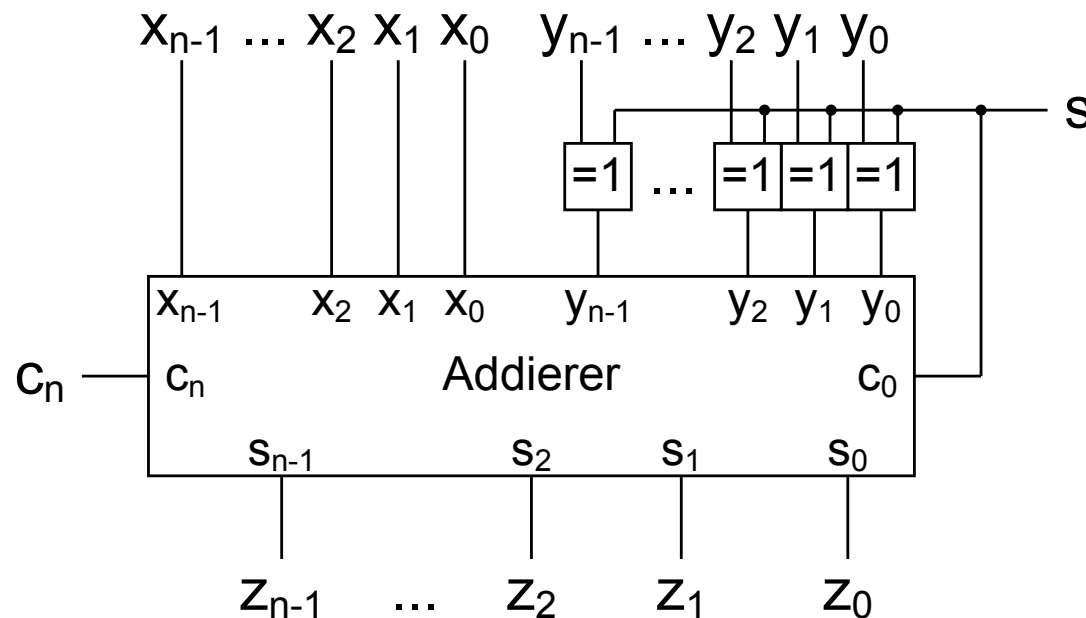 xₙ₋₁ ... x₂ x₁ x₀ yₙ₋₁ ... y₂ y₁ y₀
s
=1 ... =1 =1 =1
xₙ₋₁ x₂ x₁ x₀ yₙ₋₁ y₂ y₁ y₀
cₙ cₙ Addierer c₀
sₙ₋₁ s₂ s₁ s₀
zₙ₋₁ ... z₂ z₁ z₀